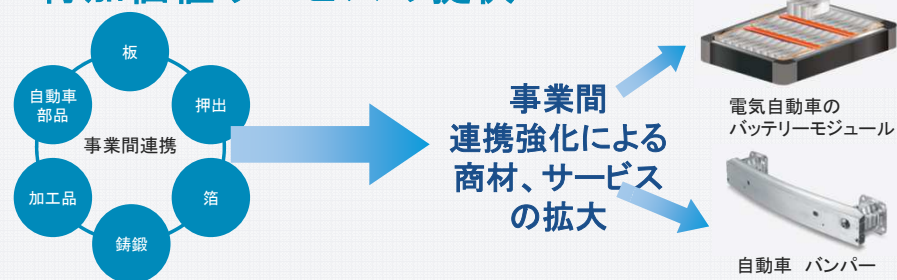 板
押出
箔
鋳鍛
加工品
自動車
部品
事業間連携
事業間
連携強化による
商材、サービス
の拡大
電気自動車の
バッテリーモジュール
自動車 バンパー